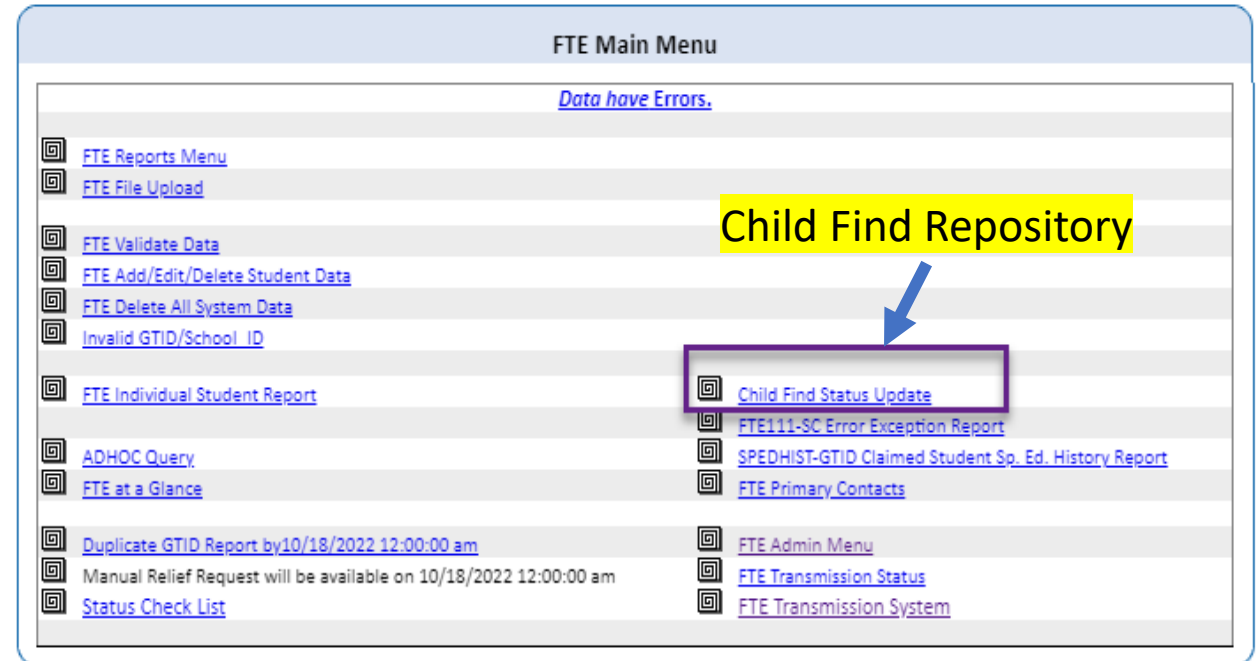 FTE Main Menu
Data have Errors.
FTE Reports Menu
FTE File Upload
Child Find Repository
FTE Validate Data
FTE Add/Edit/Delete Student Data
FTE Delete All System Data
Invalid GTID/School_ID
FTE Individual Student Report
Child Find Status Update
FTE111-SC Error Exception Report
ADHOC Query
SPEDHIST-GTID Claimed Student Sp. Ed. History Report
FTE at a Glance
FTE Primary Contacts
Duplicate GTID Report by10/18/2022 12:00:00 am
FTE Admin Menu
Manual Relief Request will be available on 10/18/2022 12:00:00 am
FTE Transmission Status
Status Check List
FTE Transmission System